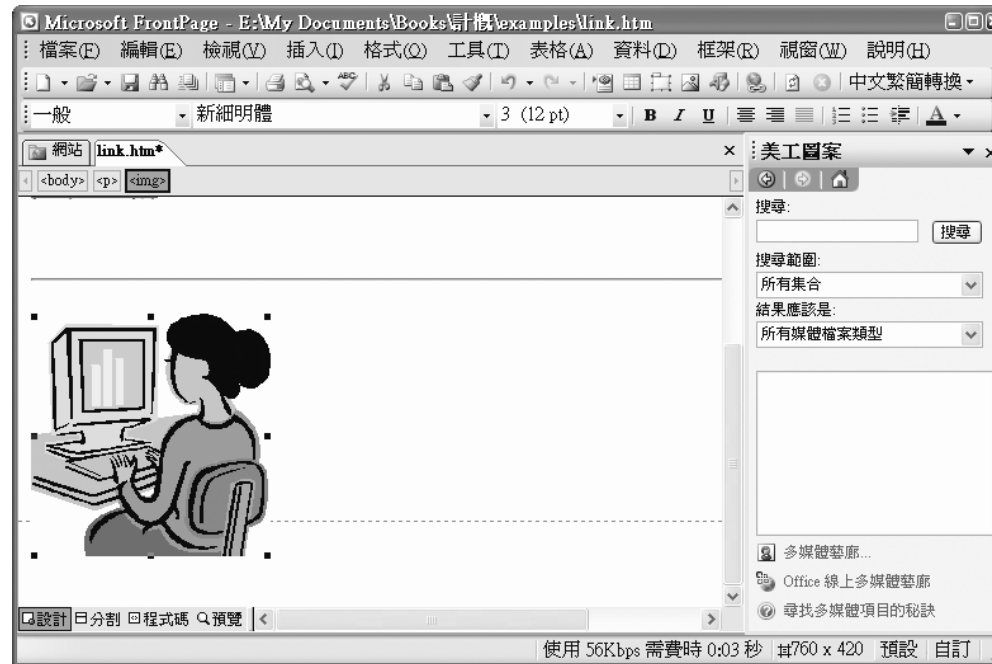 Microsoft FrontPage - E:\My Documents\Books\計概\examples\link.htm
檔案(F) 編輯(E) 檢視(V) 插入(I) 格式(O) 工具(T) 表格(A) 資料(D) 框架(R) 視窗(W) 說明(H)
中文繁簡轉換
一般 新細明體 3 (12 pt) B I U A
網站 link.htm*
<body> <p> <img>
美工圖案
搜尋:
搜尋
搜尋範圍:
所有集合
結果應該是:
所有媒體檔案類型
多媒體藝廊...
Office 線上多媒體藝廊
尋找多媒體項目的秘訣
設計 分割 程式碼 預覽
使用 56Kbps 需費時 0:03 秒 760 x 420 預設 自訂